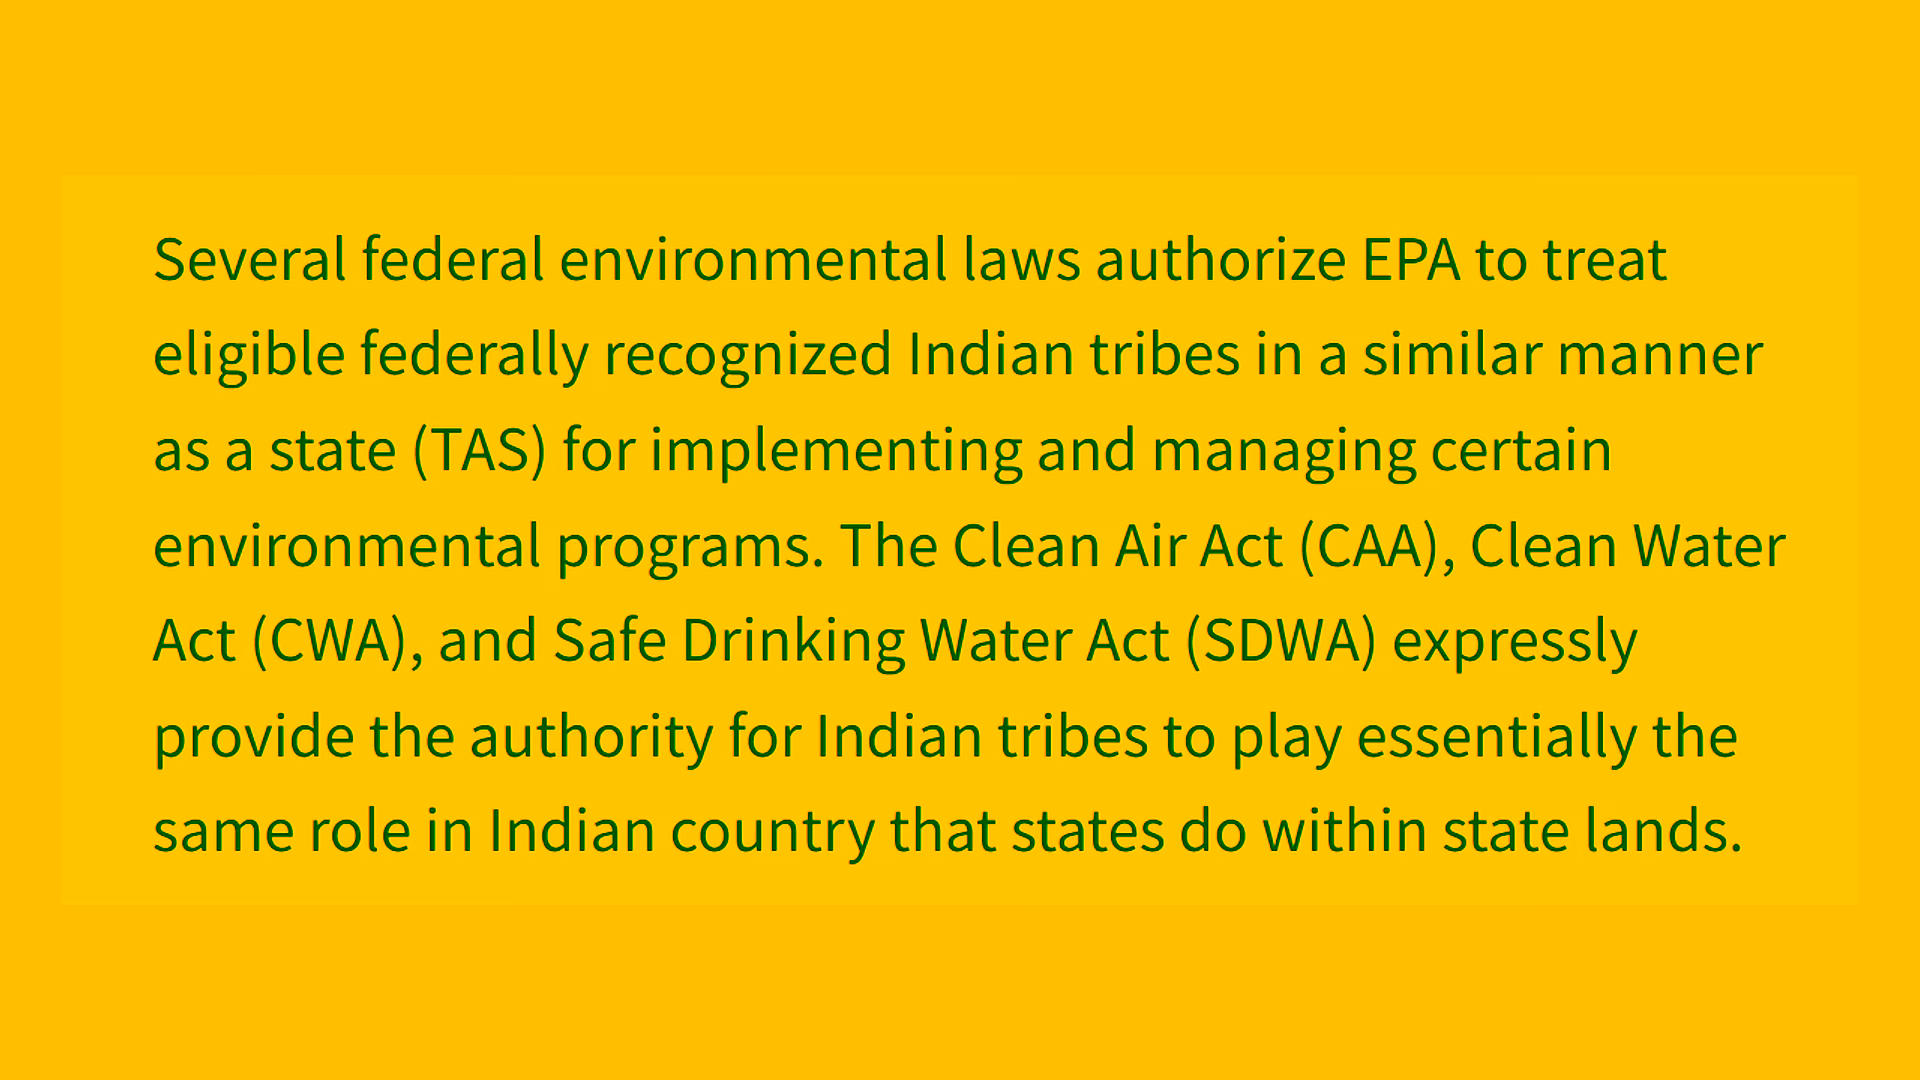 Several federal environmental laws authorize EPA to treat
eligible federally recognized Indian tribes in a similar manner
as a state (TAS) for implementing and managing certain
environmental programs. The Clean Air Act (CAA), Clean Water
Act (CWA), and Safe Drinking Water Act (SDWA) expressly
provide the authority for Indian tribes to play essentially the
same role in Indian country that states do within state lands.